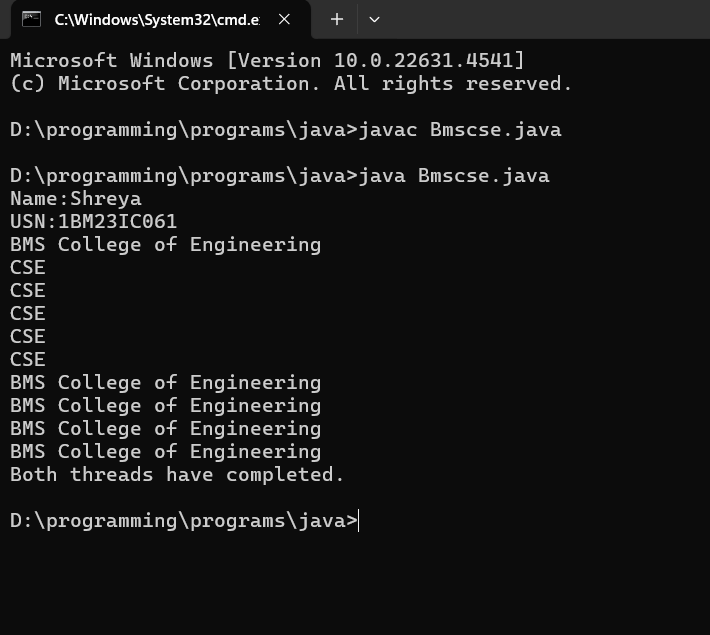 C:\Windows\System32\cmd.e
Microsoft Windows [Version 10.0.22631.4541]
(c) Microsoft Corporation. All rights reserved.
D:\programming\programs\java>javac Bmscse.java
D:\programming\programs\java>java Bmscse.java
Name:Shreya
USN:1BM23IC061
BMS College of Engineering
CSE
CSE
CSE
CSE
CSE
BMS College of Engineering
BMS College of Engineering
BMS College of Engineering
BMS College of Engineering
Both threads have completed.
D:\programming\programs\java>